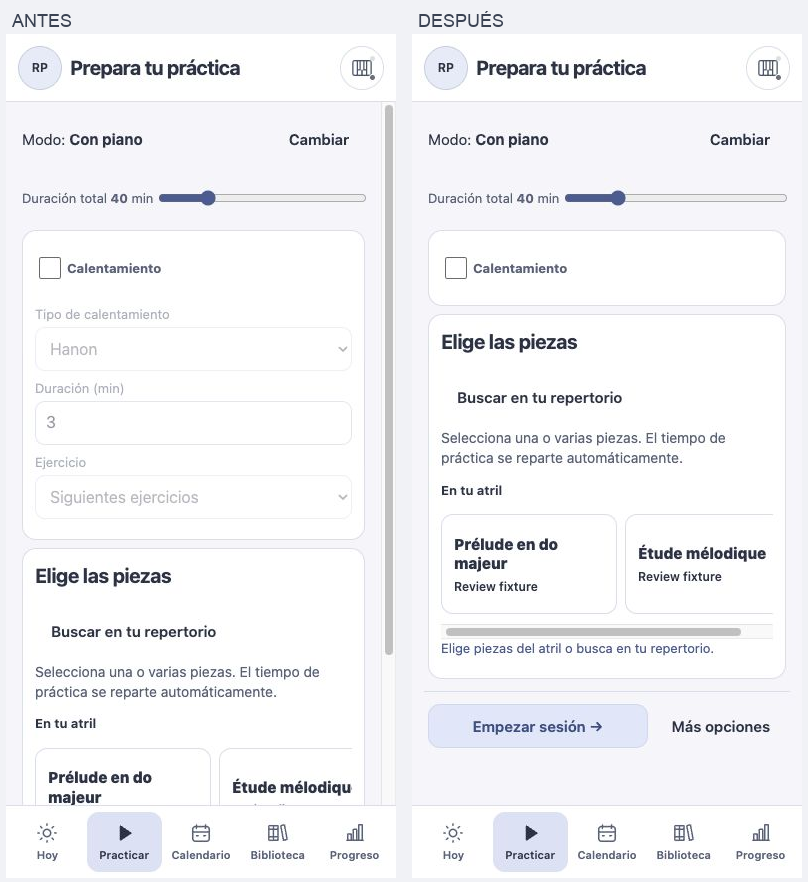 ANTES
RP
Prepara tu práctica
Modo: Con piano
Cambiar
Duración total 40 min
Calentamiento
Tipo de calentamiento
Hanon
Duración (min)
3
Ejercicio
Siguientes ejercicios
Elige las piezas
Buscar en tu repertorio
Selecciona una o varias piezas. El tiempo de
práctica se reparte automáticamente.
En tu atril
Prélude en do
majeur
Étude mélodique
Hoy
Practicar
Calendario
Biblioteca
Progreso
DESPUÉS
RP
Prepara tu práctica
Modo: Con piano
Cambiar
Duración total 40 min
Calentamiento
Elige las piezas
Buscar en tu repertorio
Selecciona una o varias piezas. El tiempo de
práctica se reparte automáticamente.
En tu atril
Prélude en do
majeur
Review fixture
Étude mélodique
Review fixture
Elige piezas del atril o busca en tu repertorio.
Empezar sesión →
Más opciones
Hoy
Practicar
Calendario
Biblioteca
Progreso